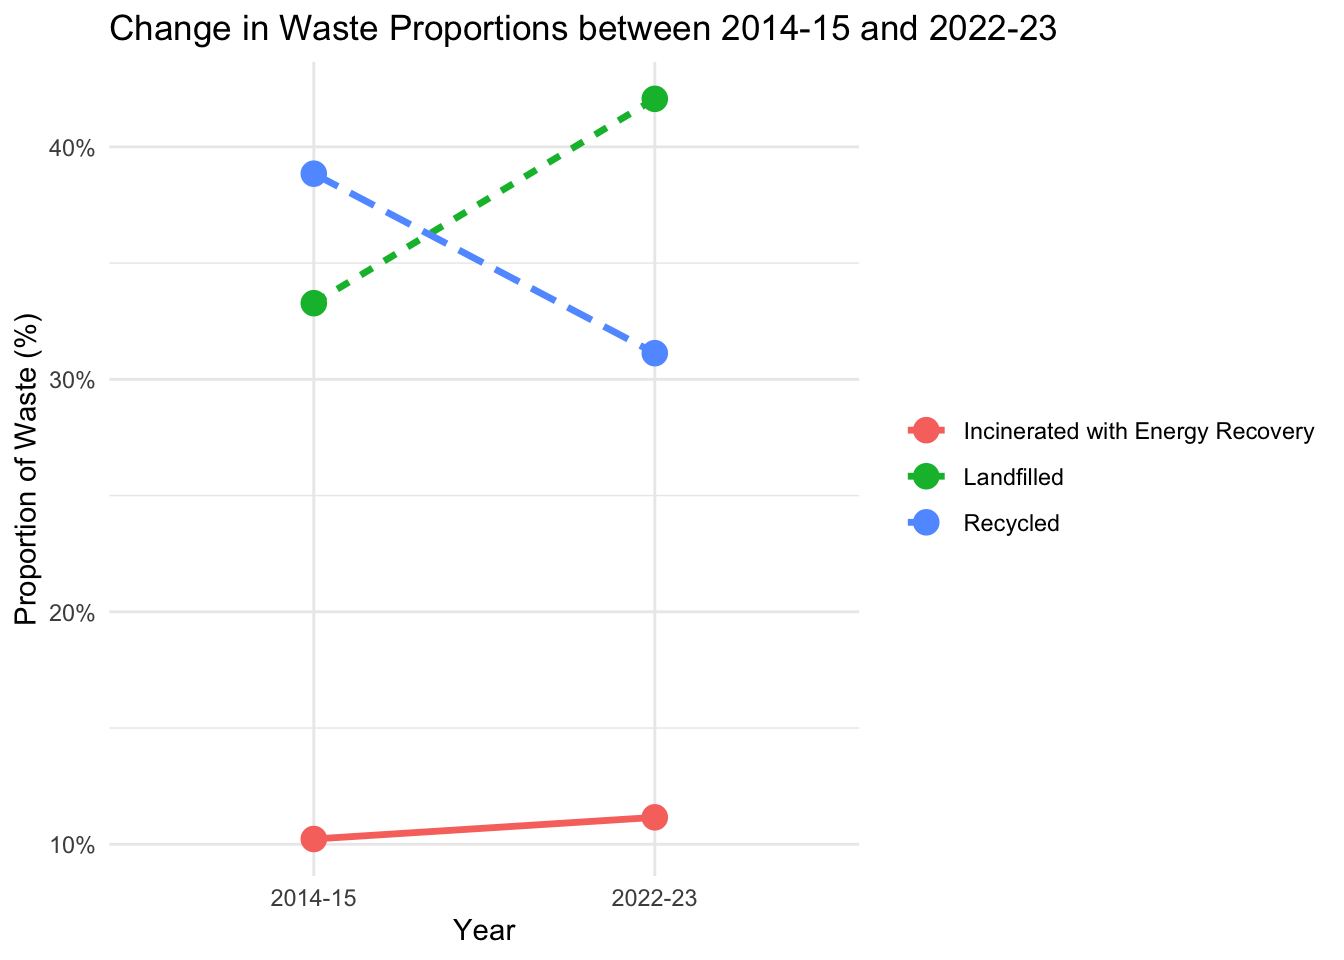 Change in Waste Proportions between 2014-15 and 2022-23
Proportion of Waste (%)
40%
30%
20%
10%
2014-15
2022-23
Year
Incinerated with Energy Recovery
Landfilled
Recycled